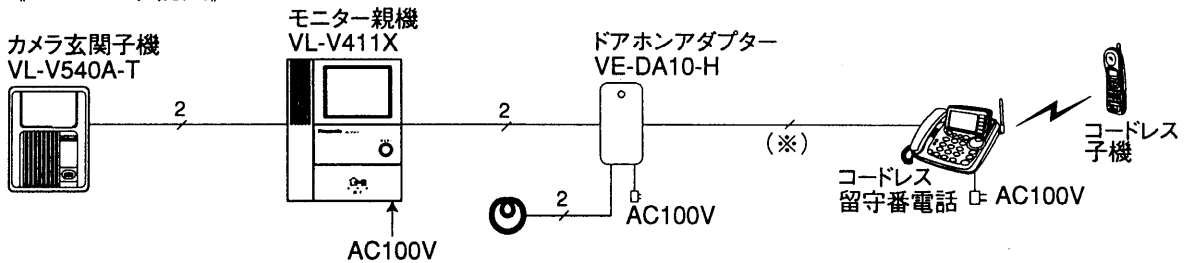 カメラ玄関子機
VL-V540A-T
2
モニター親機
VL-V411X
Panasonic
AC100V
2
ドアホンアダプター
VE-DA10-H
2
AC100V
(※)
コードレス
留守番電話
AC100V
コードレス
子機